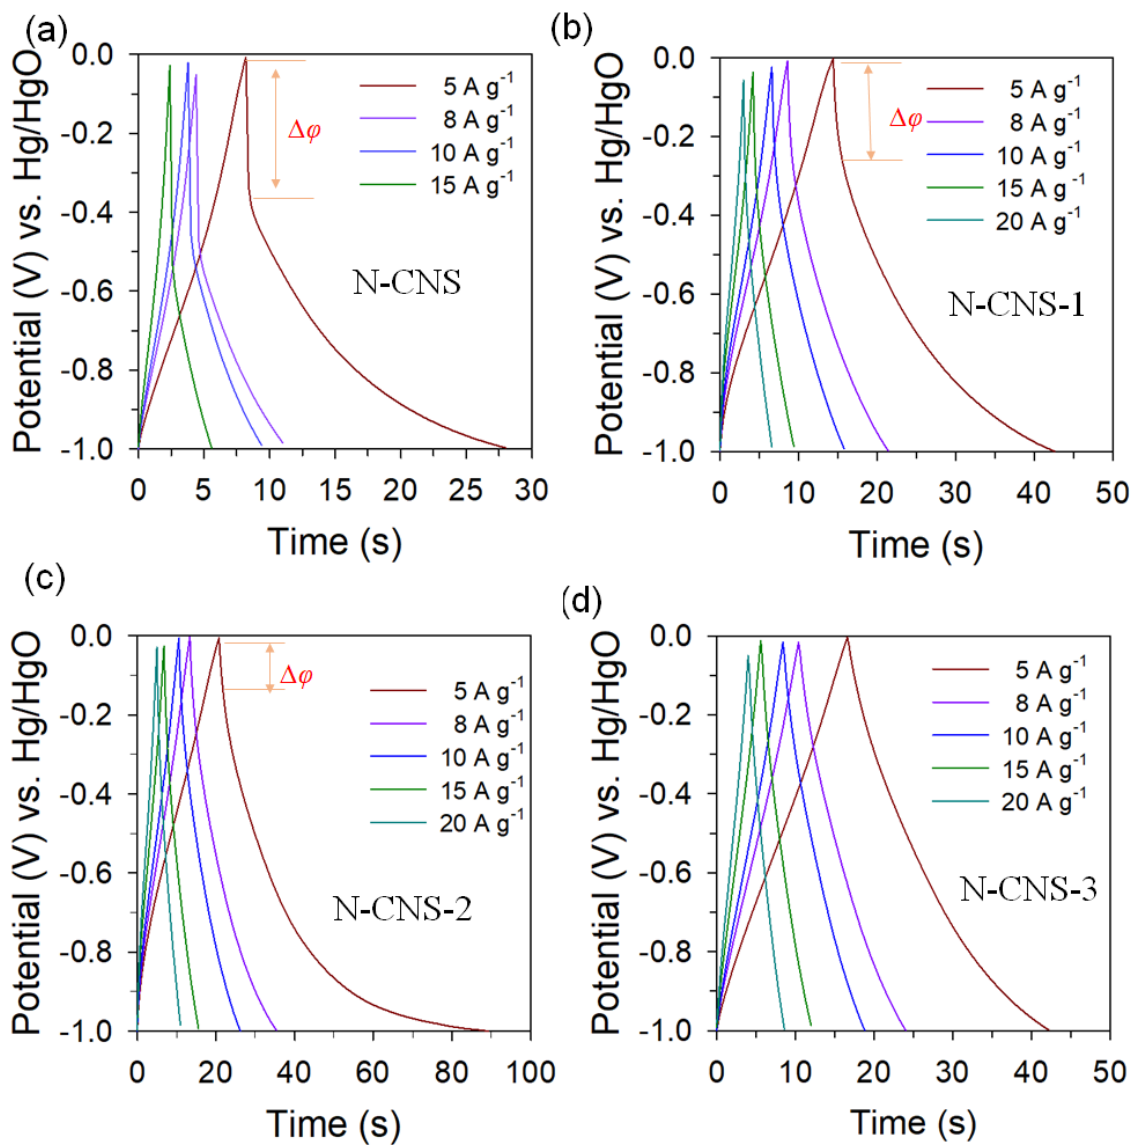 (a)
0.0
-0.2
-0.4
-0.6
-0.8
-1.0
Potential (V) vs. Hg/HgO
5 A g⁻¹
8 A g⁻¹
10 A g⁻¹
15 A g⁻¹
Δφ
N-CNS
0 5 10 15 20 25 30
Time (s)
(b)
0.0
-0.2
-0.4
-0.6
-0.8
-1.0
Potential (V) vs. Hg/HgO
5 A g⁻¹
8 A g⁻¹
10 A g⁻¹
15 A g⁻¹
20 A g⁻¹
Δφ
N-CNS-1
0 10 20 30 40 50
Time (s)
(c)
0.0
-0.2
-0.4
-0.6
-0.8
-1.0
Potential (V) vs. Hg/HgO
Δφ
5 A g⁻¹
8 A g⁻¹
10 A g⁻¹
15 A g⁻¹
20 A g⁻¹
N-CNS-2
0 20 40 60 80 100
Time (s)
(d)
0.0
-0.2
-0.4
-0.6
-0.8
-1.0
Potential (V) vs. Hg/HgO
5 A g⁻¹
8 A g⁻¹
10 A g⁻¹
15 A g⁻¹
20 A g⁻¹
N-CNS-3
0 10 20 30 40 50
Time (s)